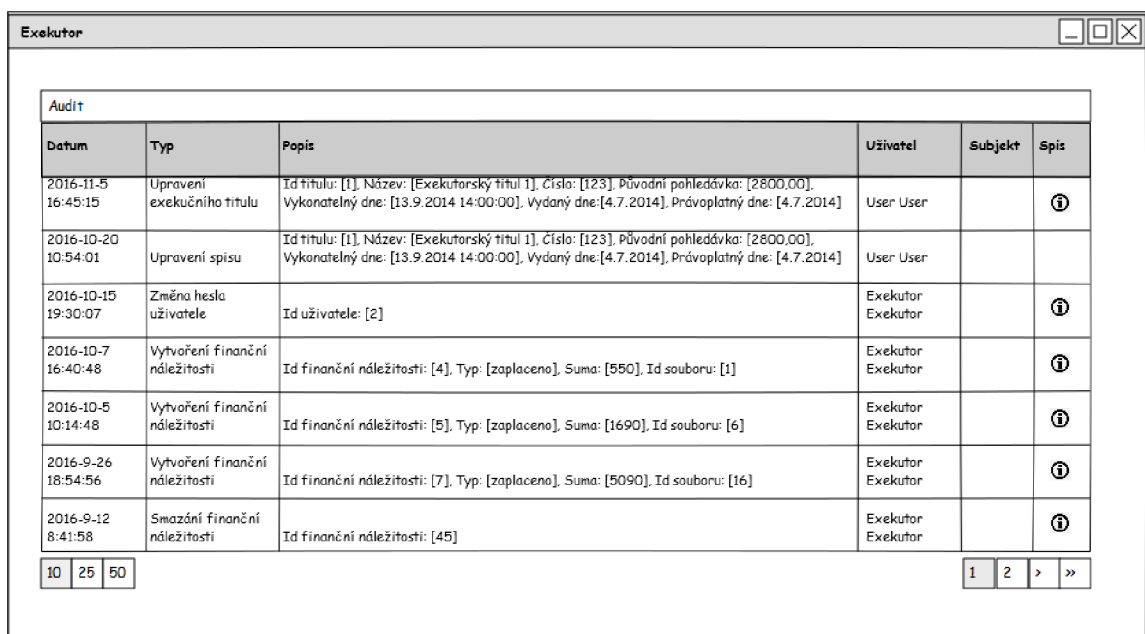 Exekutor
Audit
Datum Typ Popis Uživatel Subjekt Spis
2016-11-5 Upravení Id titulu: [1], Název: [Exekutorský titul 1], Číslo: [123], Původní pohledávka: [2800,00],
16:45:15 exekučního titulu Vykonatelný dne: [13.9.2014 14:00:00], Vydaný dne:[4.7.2014], Právoplatný dne: [4.7.2014] User User
2016-10-20 Id titulu: [1], Název: [Exekutorský titul 1], Číslo: [123], Původní pohledávka: [2800,00],
10:54:01 Upravení spisu Vykonatelný dne: [13.9.2014 14:00:00], Vydaný dne:[4.7.2014], Právoplatný dne: [4.7.2014] User User
2016-10-15 Změna hesla Exekutor
19:30:07 uživatele Id uživatele: [2] Exekutor
2016-10-7 Vytvoření finanční Exekutor
16:40:48 náležitosti Id finanční náležitosti: [4], Typ: [zaplaceno], Suma: [550], Id souboru: [1] Exekutor
2016-10-5 Vytvoření finanční Exekutor
10:14:48 náležitosti Id finanční náležitosti: [5], Typ: [zaplaceno], Suma: [1690], Id souboru: [6] Exekutor
2016-9-26 Vytvoření finanční Exekutor
18:54:56 náležitosti Id finanční náležitosti: [7], Typ: [zaplaceno], Suma: [5090], Id souboru: [16] Exekutor
2016-9-12 Smazání finanční Exekutor
8:41:58 náležitosti Id finanční náležitosti: [45] Exekutor
10 25 50 1 2 > »